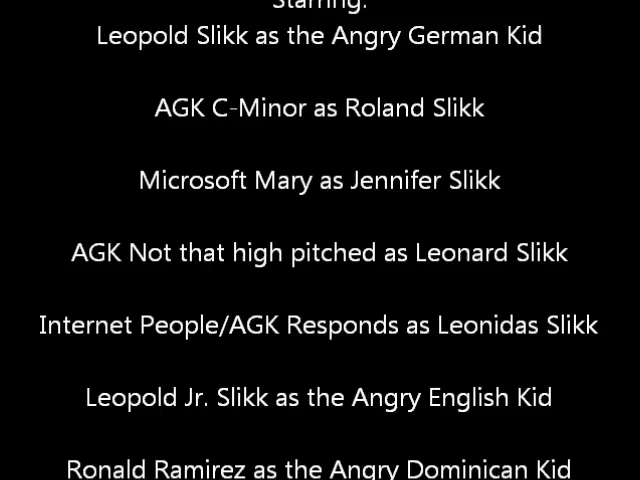 Starring:
Leopold Slikk as the Angry German Kid
AGK C-Minor as Roland Slikk
Microsoft Mary as Jennifer Slikk
AGK Not that high pitched as Leonard Slikk
Internet People/AGK Responds as Leonidas Slikk
Leopold Jr. Slikk as the Angry English Kid
Ronald Ramirez as the Angry Dominican Kid